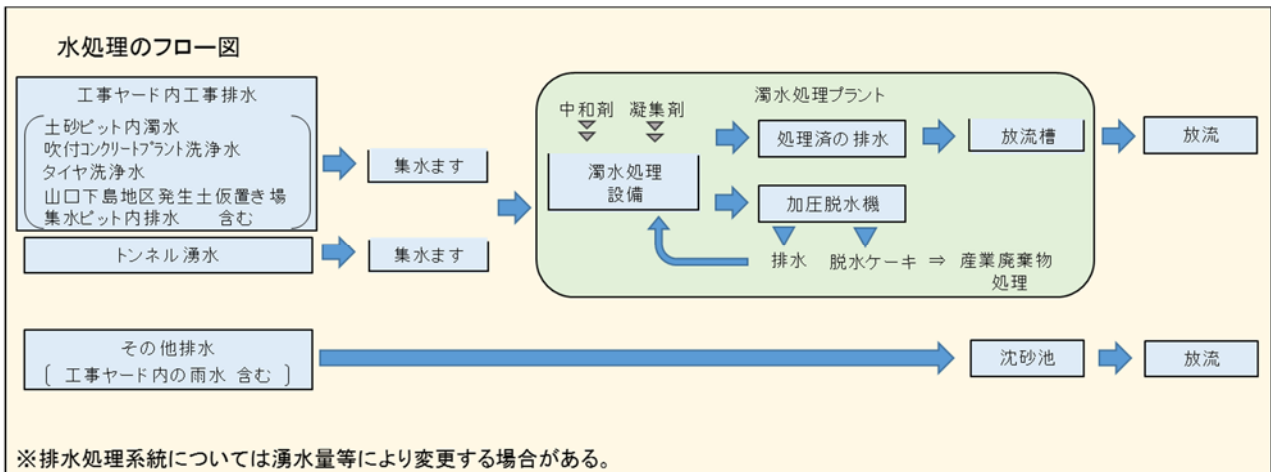 水処理のフロー図
工事ヤード内工事排水
土砂ピット内濁水
吹付コンクリートプラント洗浄水
タイヤ洗浄水
山口下島地区発生土仮置き場
集水ピット内排水 含む
集水ます
トンネル湧水
集水ます
濁水処理プラント
中和剤 凝集剤
濁水処理
設備
処理済の排水
放流槽
放流
加圧脱水機
排水 脱水ケーキ ⇒ 産業廃棄物
処理
その他排水
〔 工事ヤード内の雨水 含む 〕
沈砂池
放流
※排水処理系統については湧水量等により変更する場合がある。